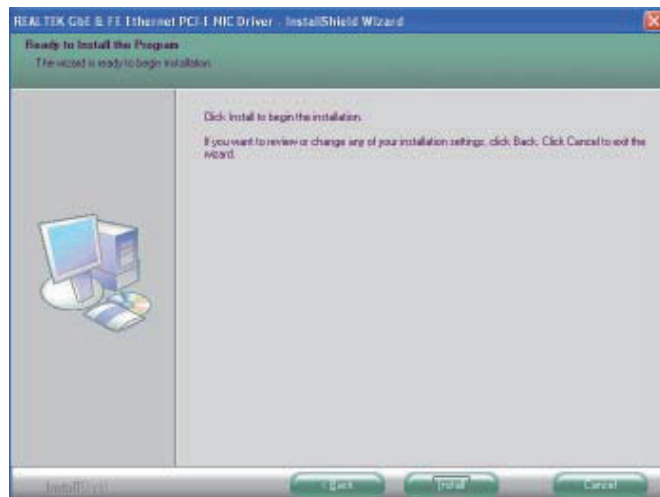 REALTEK GbE & FE Ethernet PCI-E NIC Driver - InstallShield Wizard
Ready to Install the Program
The wizard is ready to begin installation.
Click Install to begin the installation.
If you want to review or change any of your installation settings, click Back. Click Cancel to exit the
wizard.
InstallShield
< Back
Install
Cancel